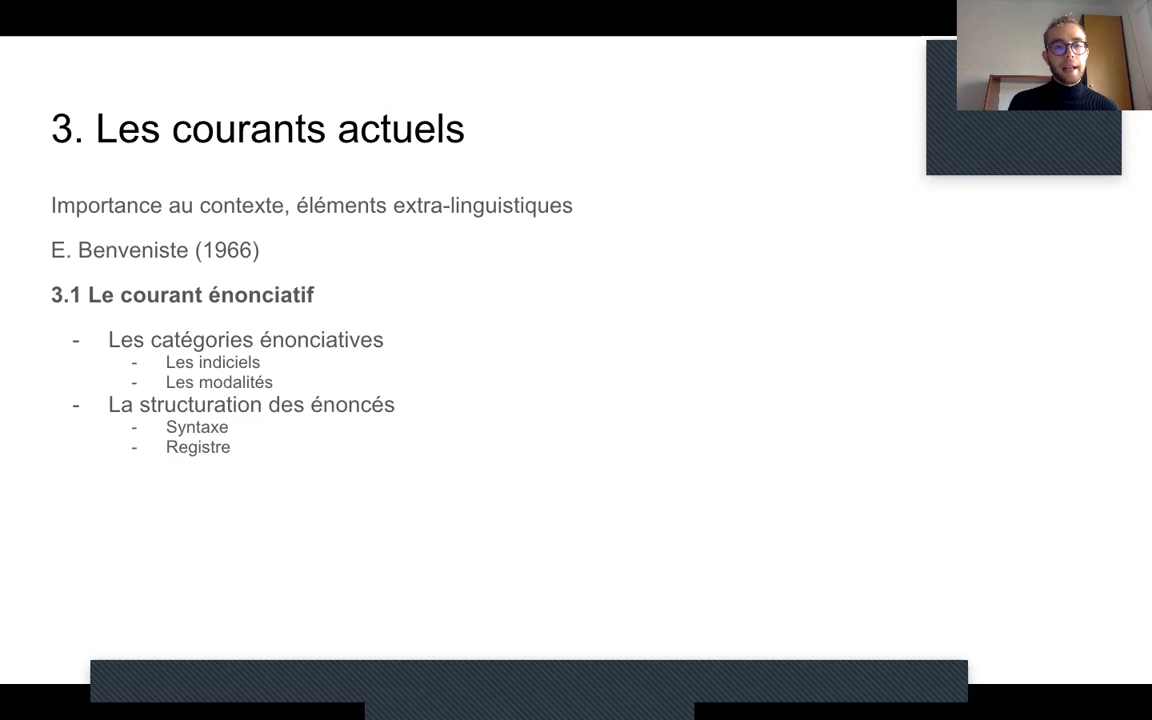 3. Les courants actuels
Importance au contexte, éléments extra-linguistiques
E. Benveniste (1966)
3.1 Le courant énonciatif
- Les catégories énonciatives
- Les indiciels
- Les modalités
- La structuration des énoncés
- Syntaxe
- Registre